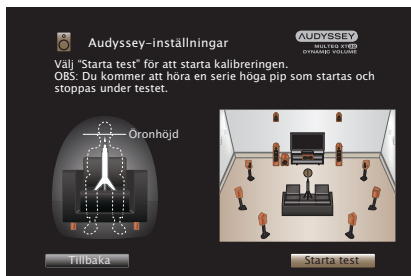 Audyssey-inställningar
AUDYSSEY
MULTEQ XT32
DYNAMIC VOLUME
Välj “Starta test” för att starta kalibreringen.
OBS: Du kommer att höra en serie höga pip som startas och
stoppas under testet.
Öronhöjd
Tillbaka
Starta test